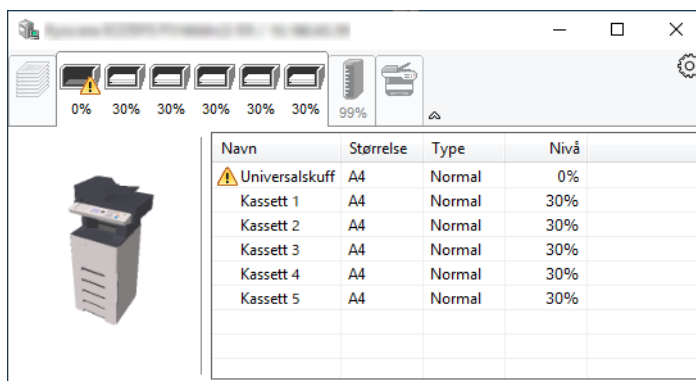 0% 30% 30% 30% 30% 30% 99%
Navn Størrelse Type Nivå
Universalskuff A4 Normal 0%
Kassett 1 A4 Normal 30%
Kassett 2 A4 Normal 30%
Kassett 3 A4 Normal 30%
Kassett 4 A4 Normal 30%
Kassett 5 A4 Normal 30%